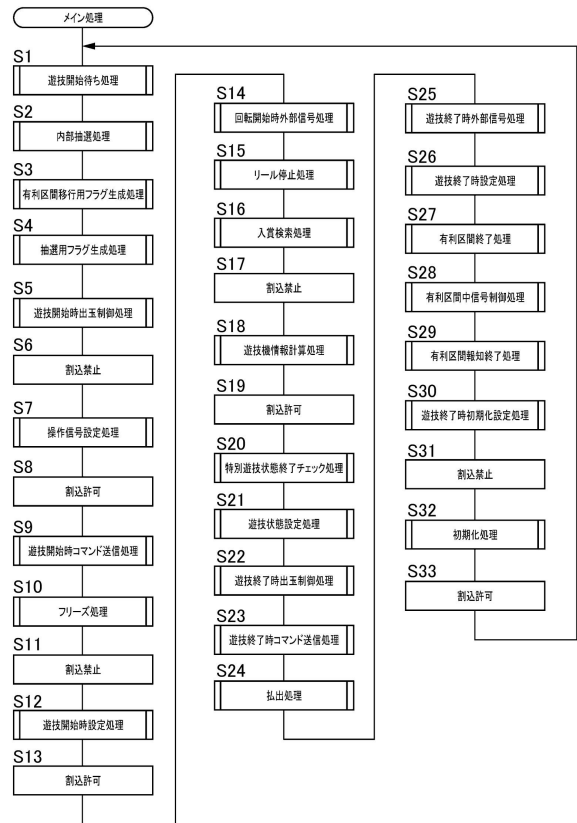 メイン処理
S1
遊技開始待ち処理
S2
内部抽選処理
S3
有利区間移行用フラグ生成処理
S4
抽選用フラグ生成処理
S5
遊技開始時出玉制御処理
S6
割込禁止
S7
操作信号設定処理
S8
割込許可
S9
遊技開始時コマンド送信処理
S10
フリーズ処理
S11
割込禁止
S12
遊技開始時設定処理
S13
割込許可
S14
回転開始時外部信号処理
S15
リール停止処理
S16
入賞検索処理
S17
割込禁止
S18
遊技機情報計算処理
S19
割込許可
S20
特別遊技状態終了チェック処理
S21
遊技状態設定処理
S22
遊技終了時出玉制御処理
S23
遊技終了時コマンド送信処理
S24
払出処理
S25
遊技終了時外部信号処理
S26
遊技終了時設定処理
S27
有利区間終了処理
S28
有利区間中信号制御処理
S29
有利区間報知終了処理
S30
遊技終了時初期化設定処理
S31
割込禁止
S32
初期化処理
S33
割込許可